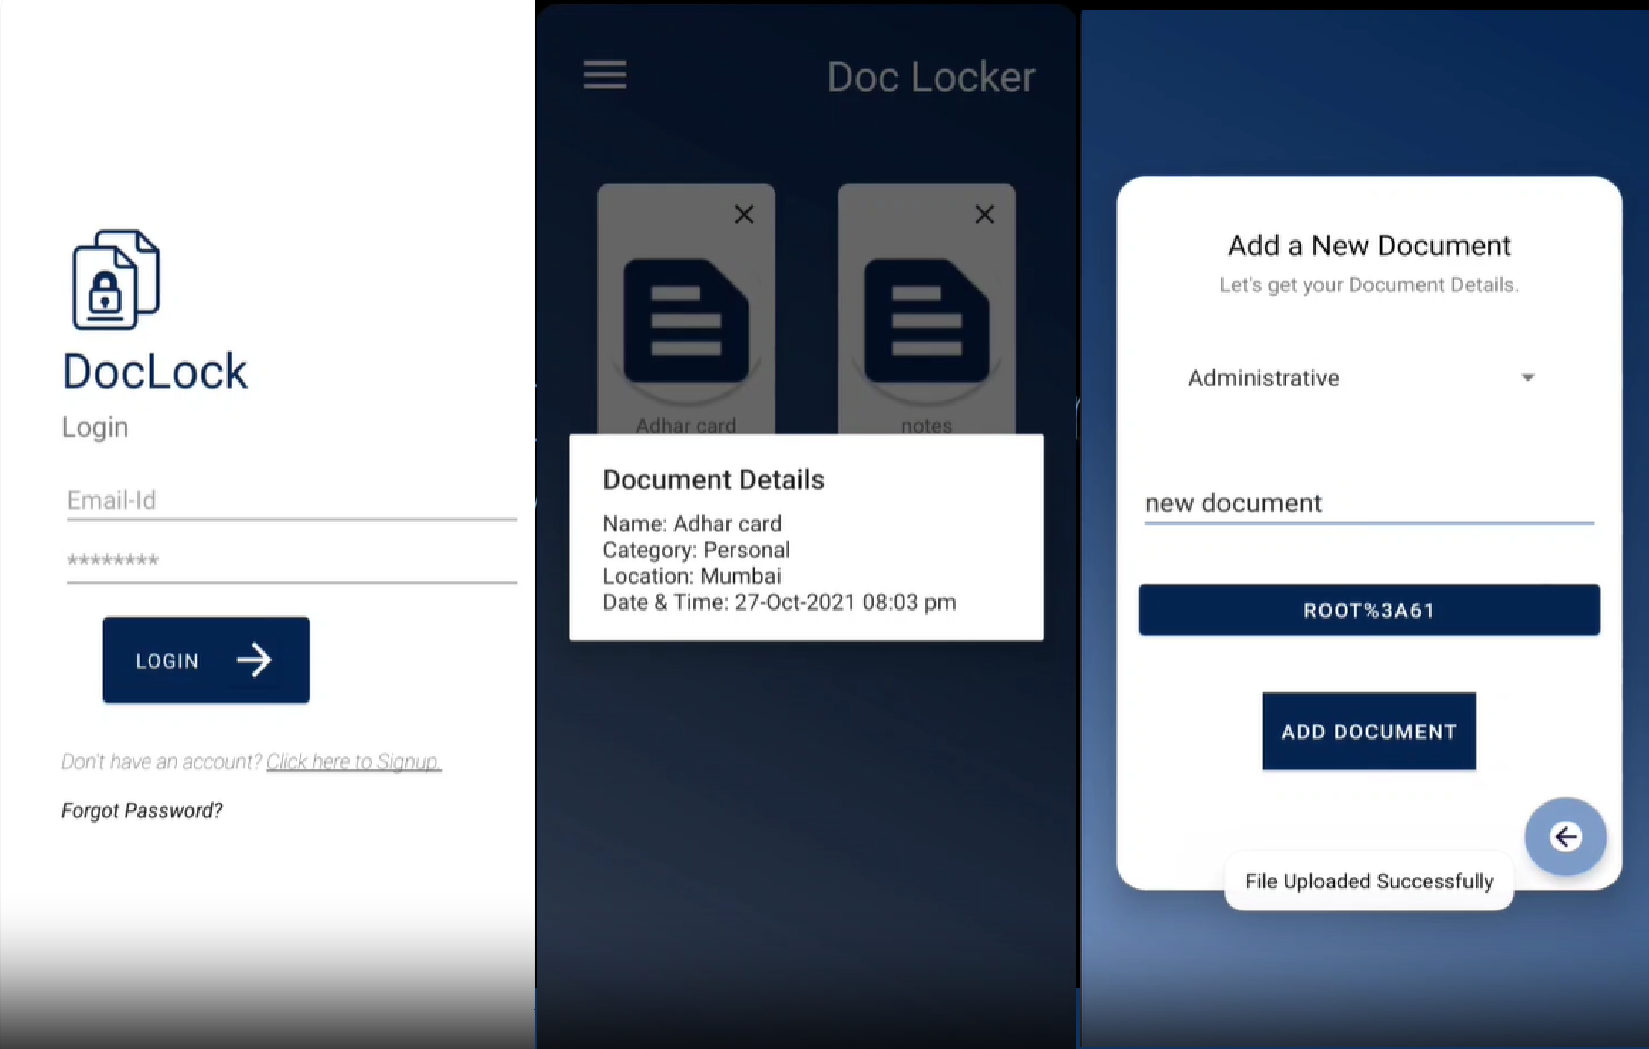 DocLock
Login
Email-Id
********
LOGIN
Don't have an account? Click here to Signup.
Forgot Password?
Doc Locker
Adhar card
notes
Document Details
Name: Adhar card
Category: Personal
Location: Mumbai
Date & Time: 27-Oct-2021 08:03 pm
Add a New Document
Let's get your Document Details.
Administrative
new document
ROOT%3A61
ADD DOCUMENT
File Uploaded Successfully